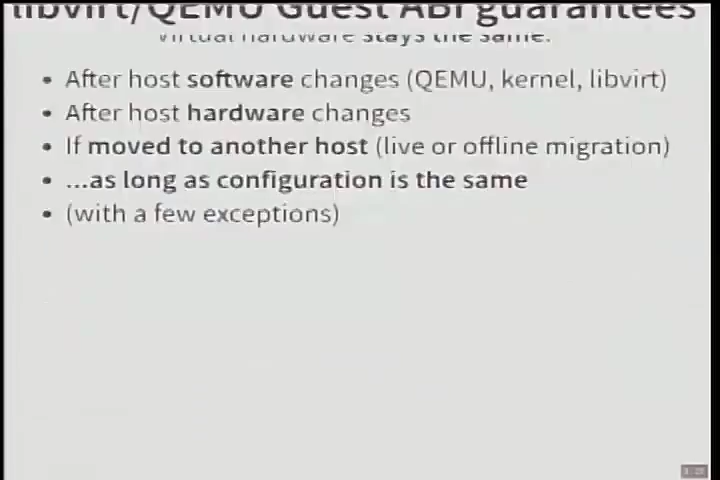 libvirt/QEMU Guest ABI guarantees
Virtual hardware stays the same.
• After host software changes (QEMU, kernel, libvirt)
• After host hardware changes
• If moved to another host (live or offline migration)
• ...as long as configuration is the same
• (with a few exceptions)